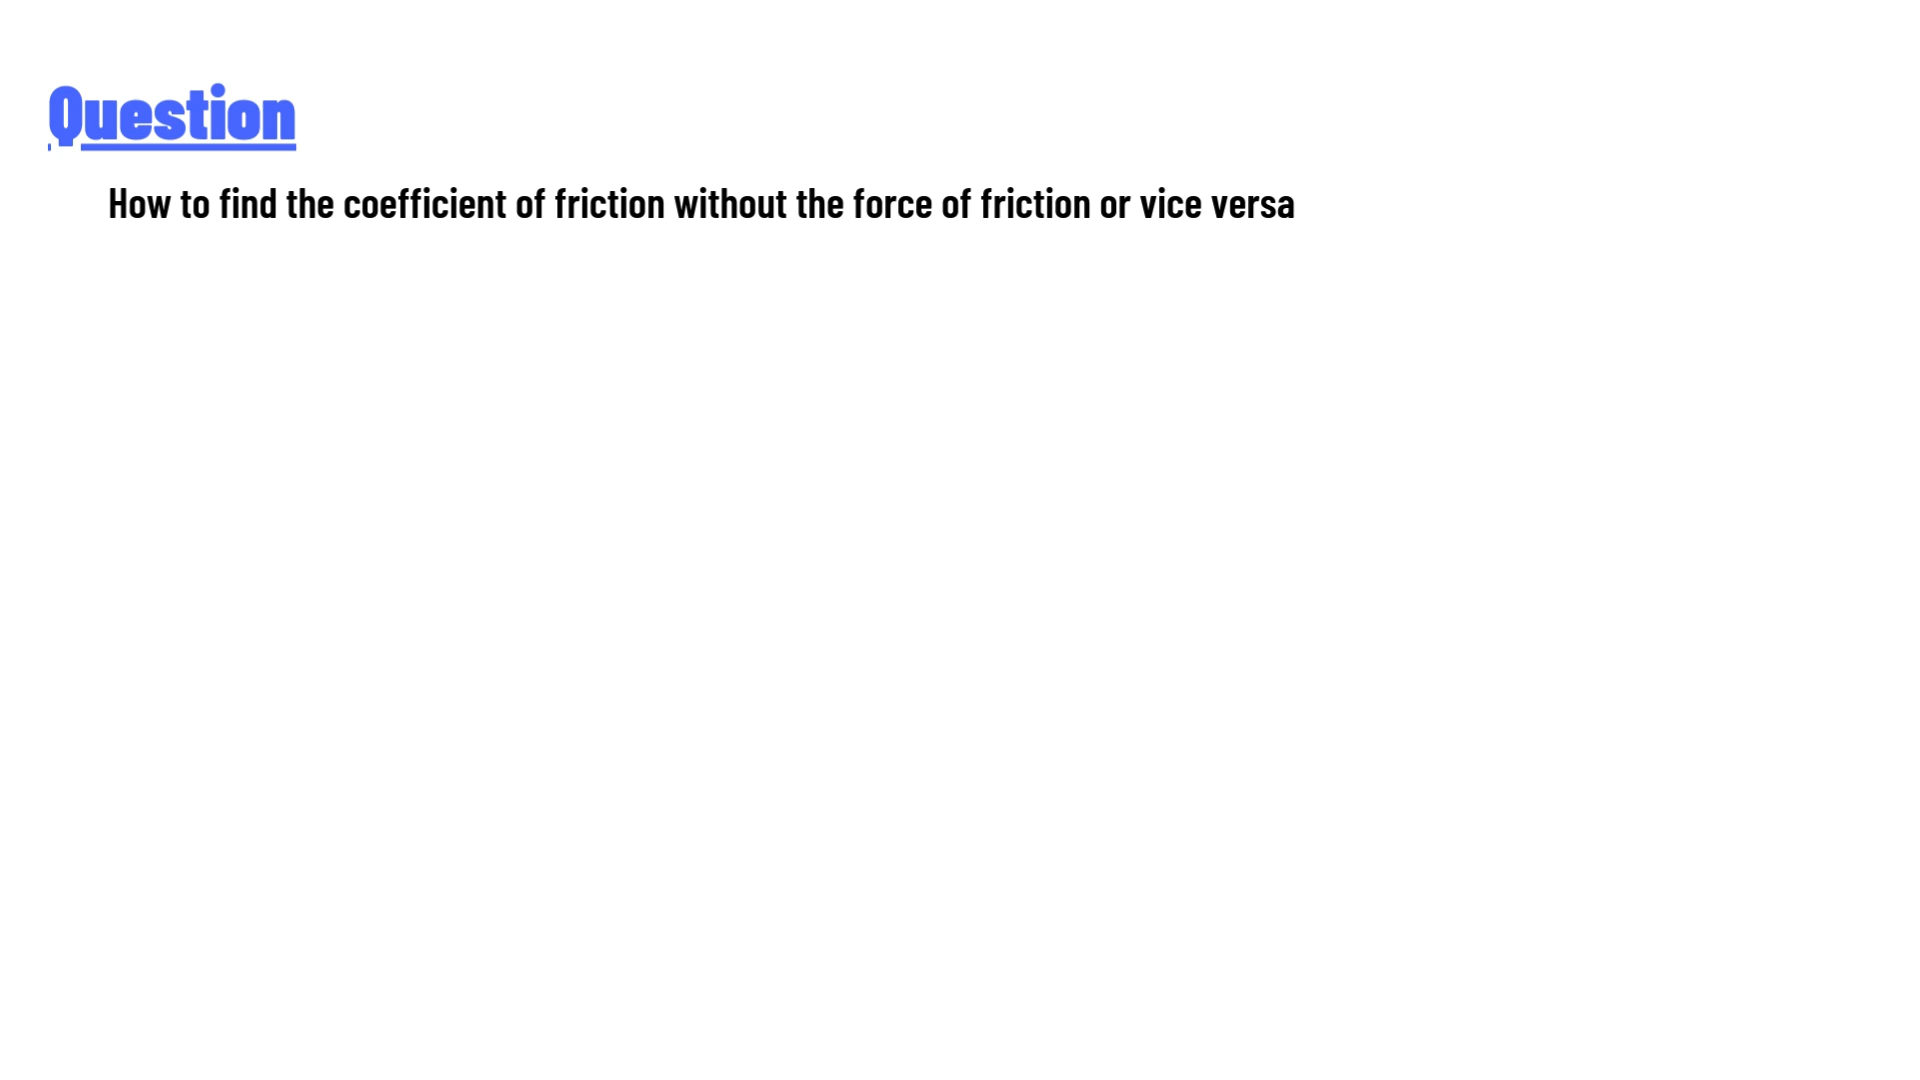 Question
How to find the coefficient of friction without the force of friction or vice versa